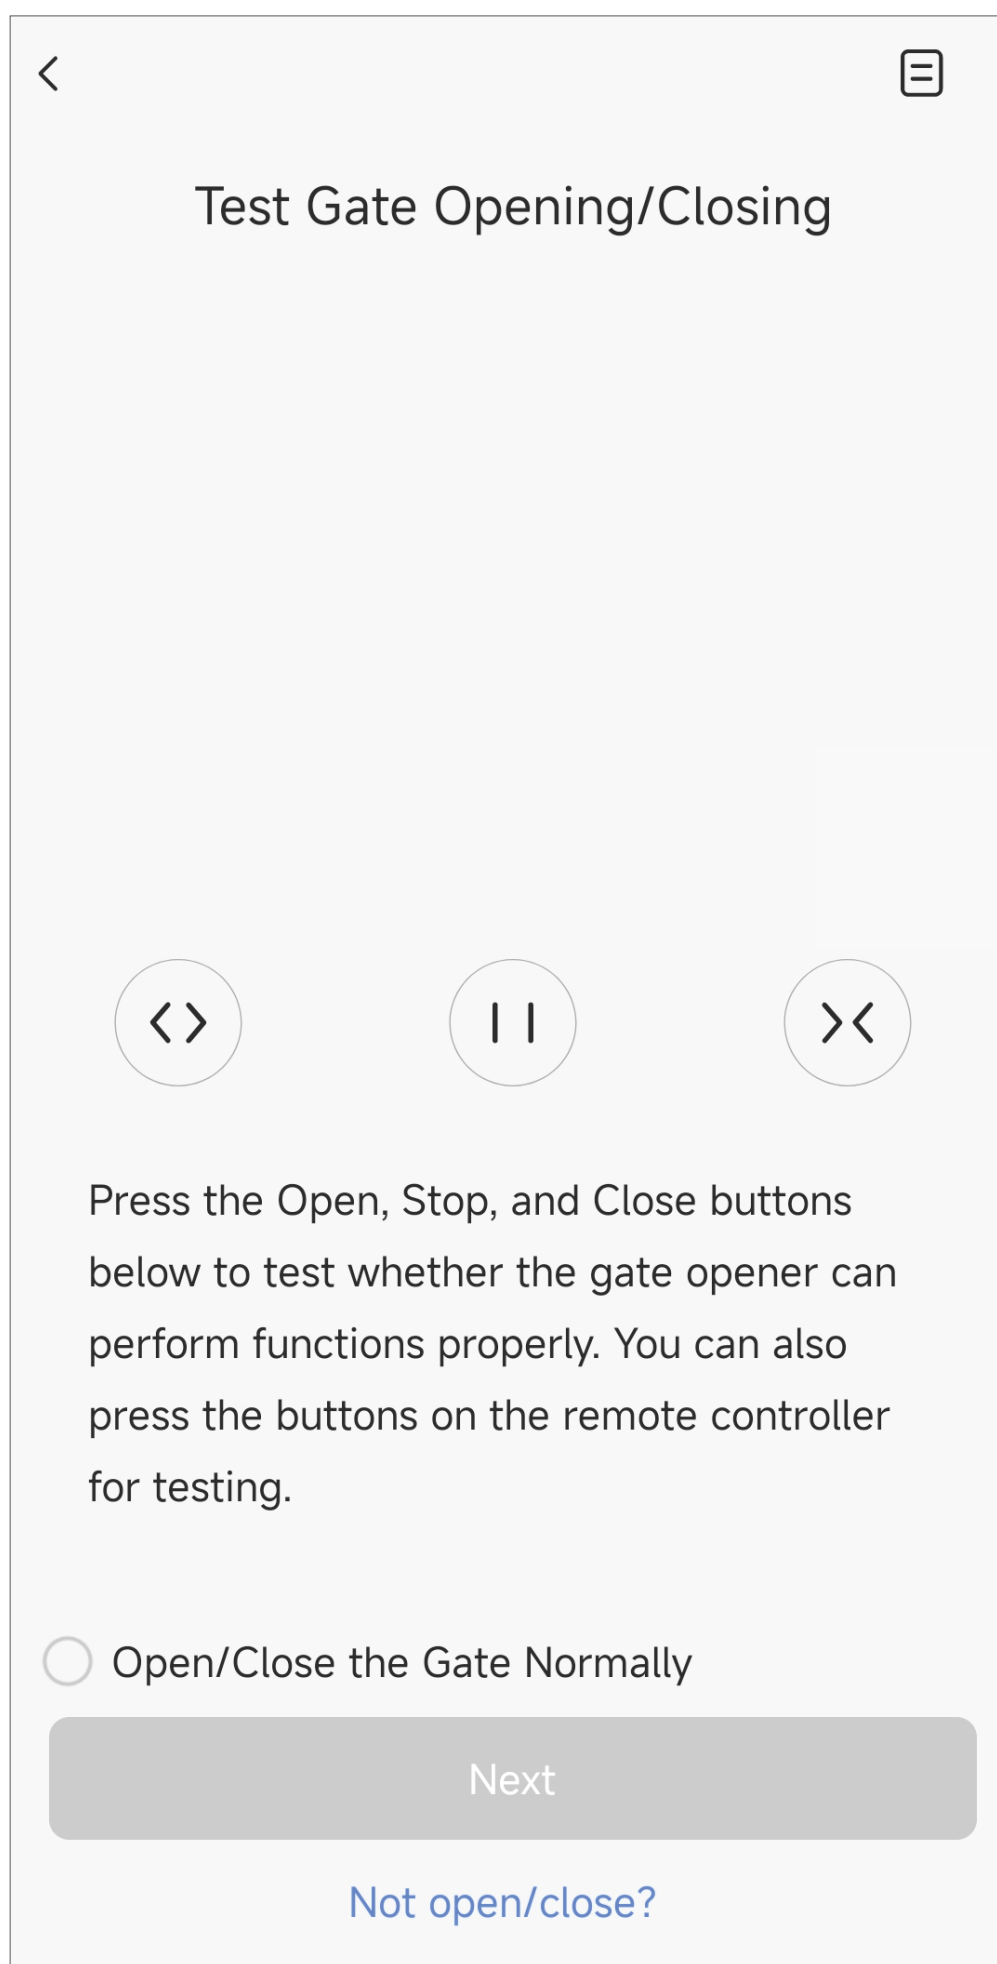 Test Gate Opening/Closing
Press the Open, Stop, and Close buttons
below to test whether the gate opener can
perform functions properly. You can also
press the buttons on the remote controller
for testing.
Open/Close the Gate Normally
Next
Not open/close?